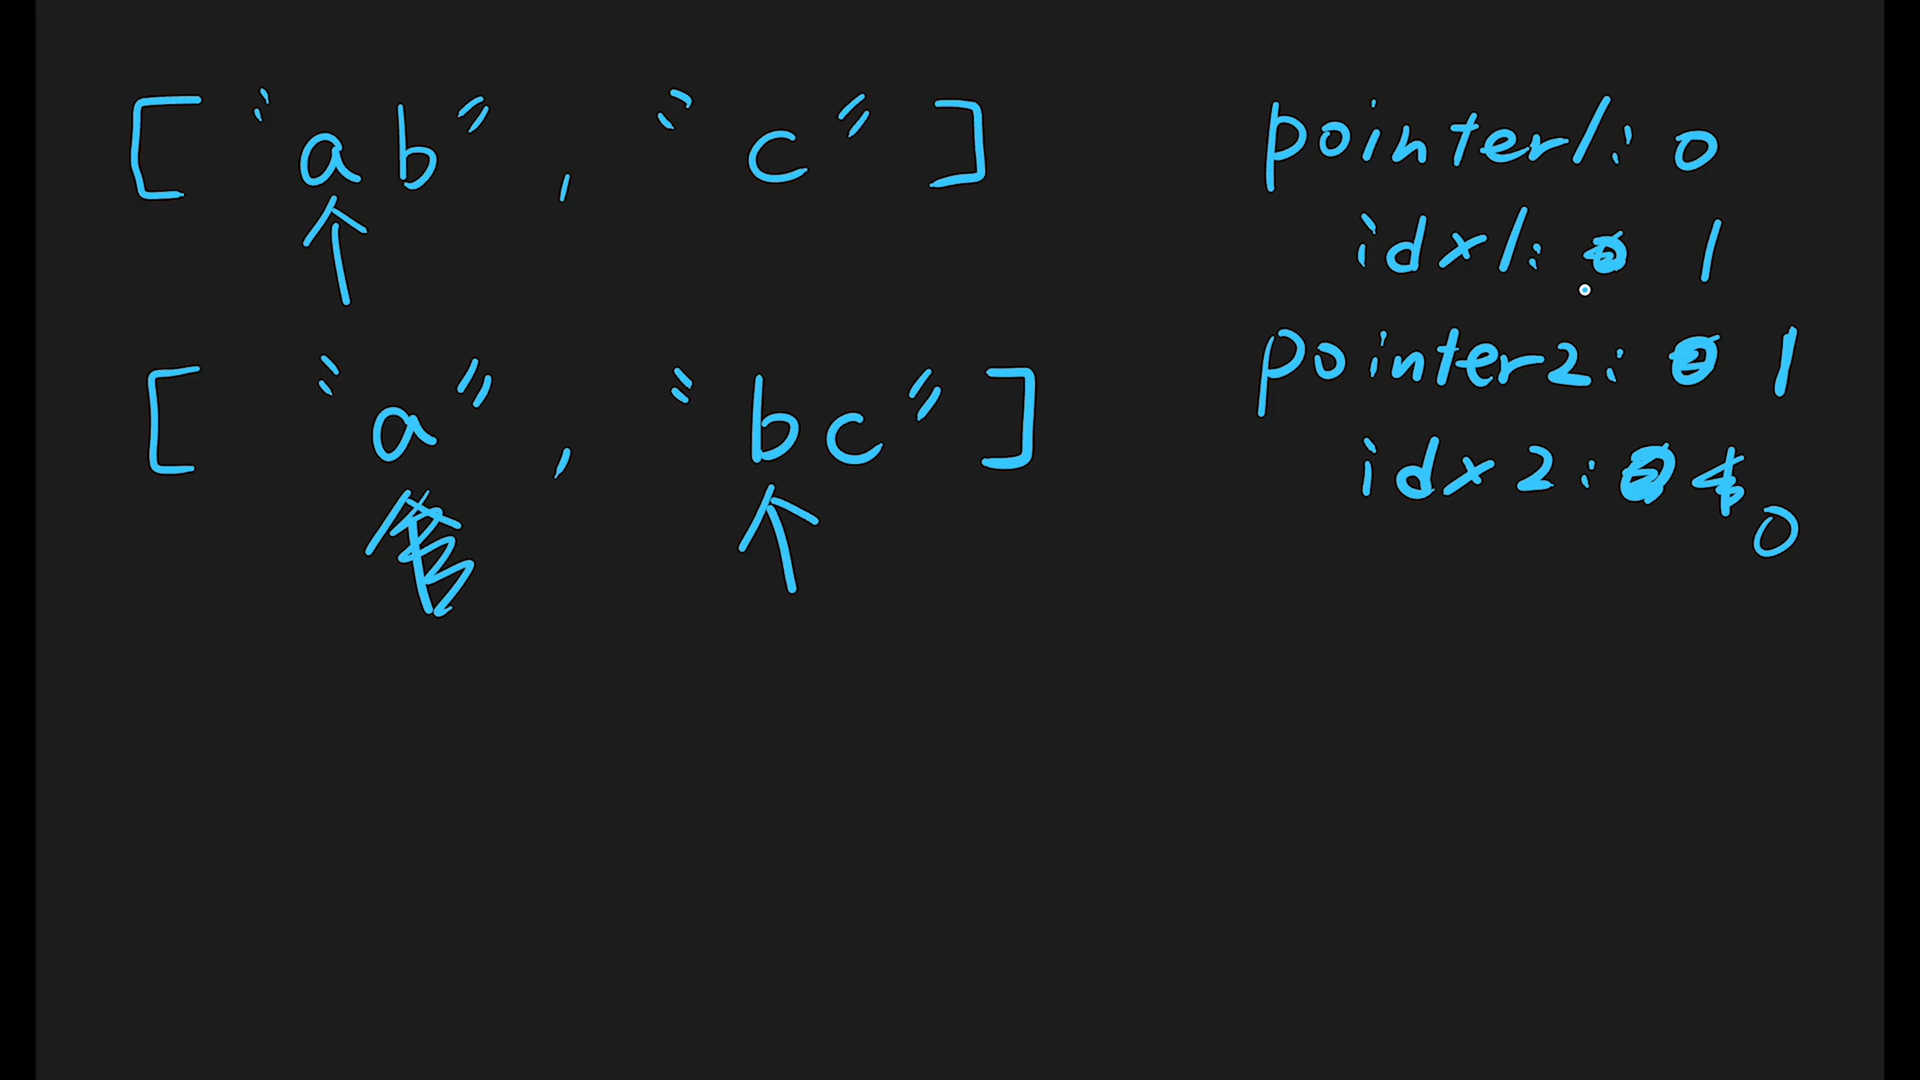 ["ab", "c"]
pointer1: 0
idx1: 1
["a", "bc"]
pointer2: 1
idx2: 0